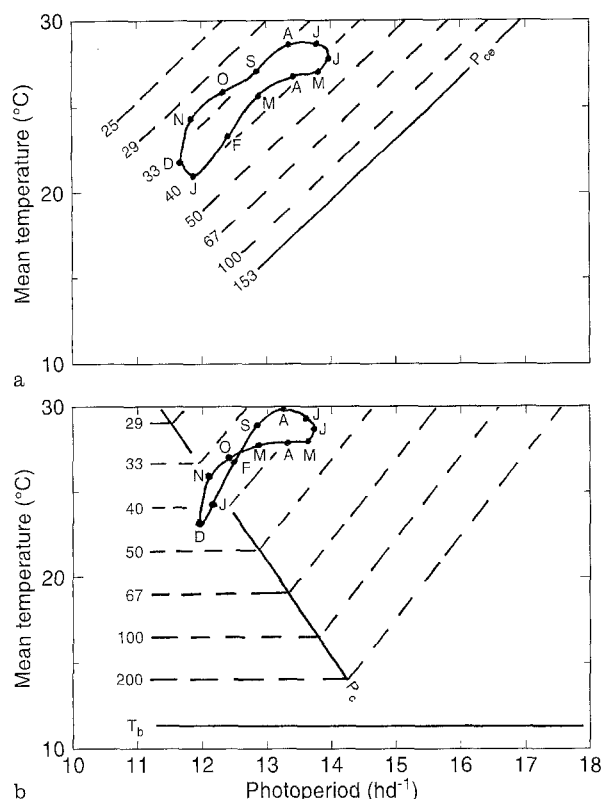 30
20
10
Mean temperature (°C)
25
29
33
40
50
67
100
153
P ce
A
J
J
S
O
M
A
M
N
F
D
J
a
30
20
10
Mean temperature (°C)
29
33
40
50
67
100
200
T b
P c
A
J
J
S
O
M
A
M
F
N
J
D
10 11 12 13 14 15 16 17 18
b
Photoperiod (hd⁻¹)